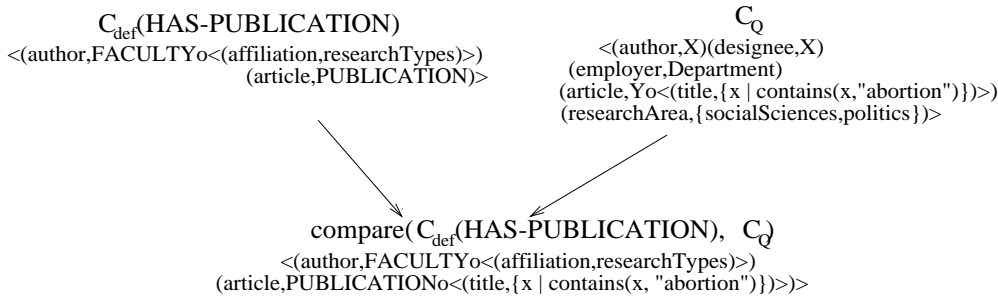 C_def(HAS-PUBLICATION)
<(author,FACULTYo<(affiliation,researchTypes)>)
(article,PUBLICATION)>
C_Q
<(author,X)(designee,X)
(employer,Department)
(article,Yo<(title,{x | contains(x,"abortion")})>)
(researchArea,{socialSciences,politics})>
compare( C_def(HAS-PUBLICATION), C_Q)
<(author,FACULTYo<(affiliation,researchTypes)>)
(article,PUBLICATIONo<(title,{x | contains(x, "abortion")})>)>